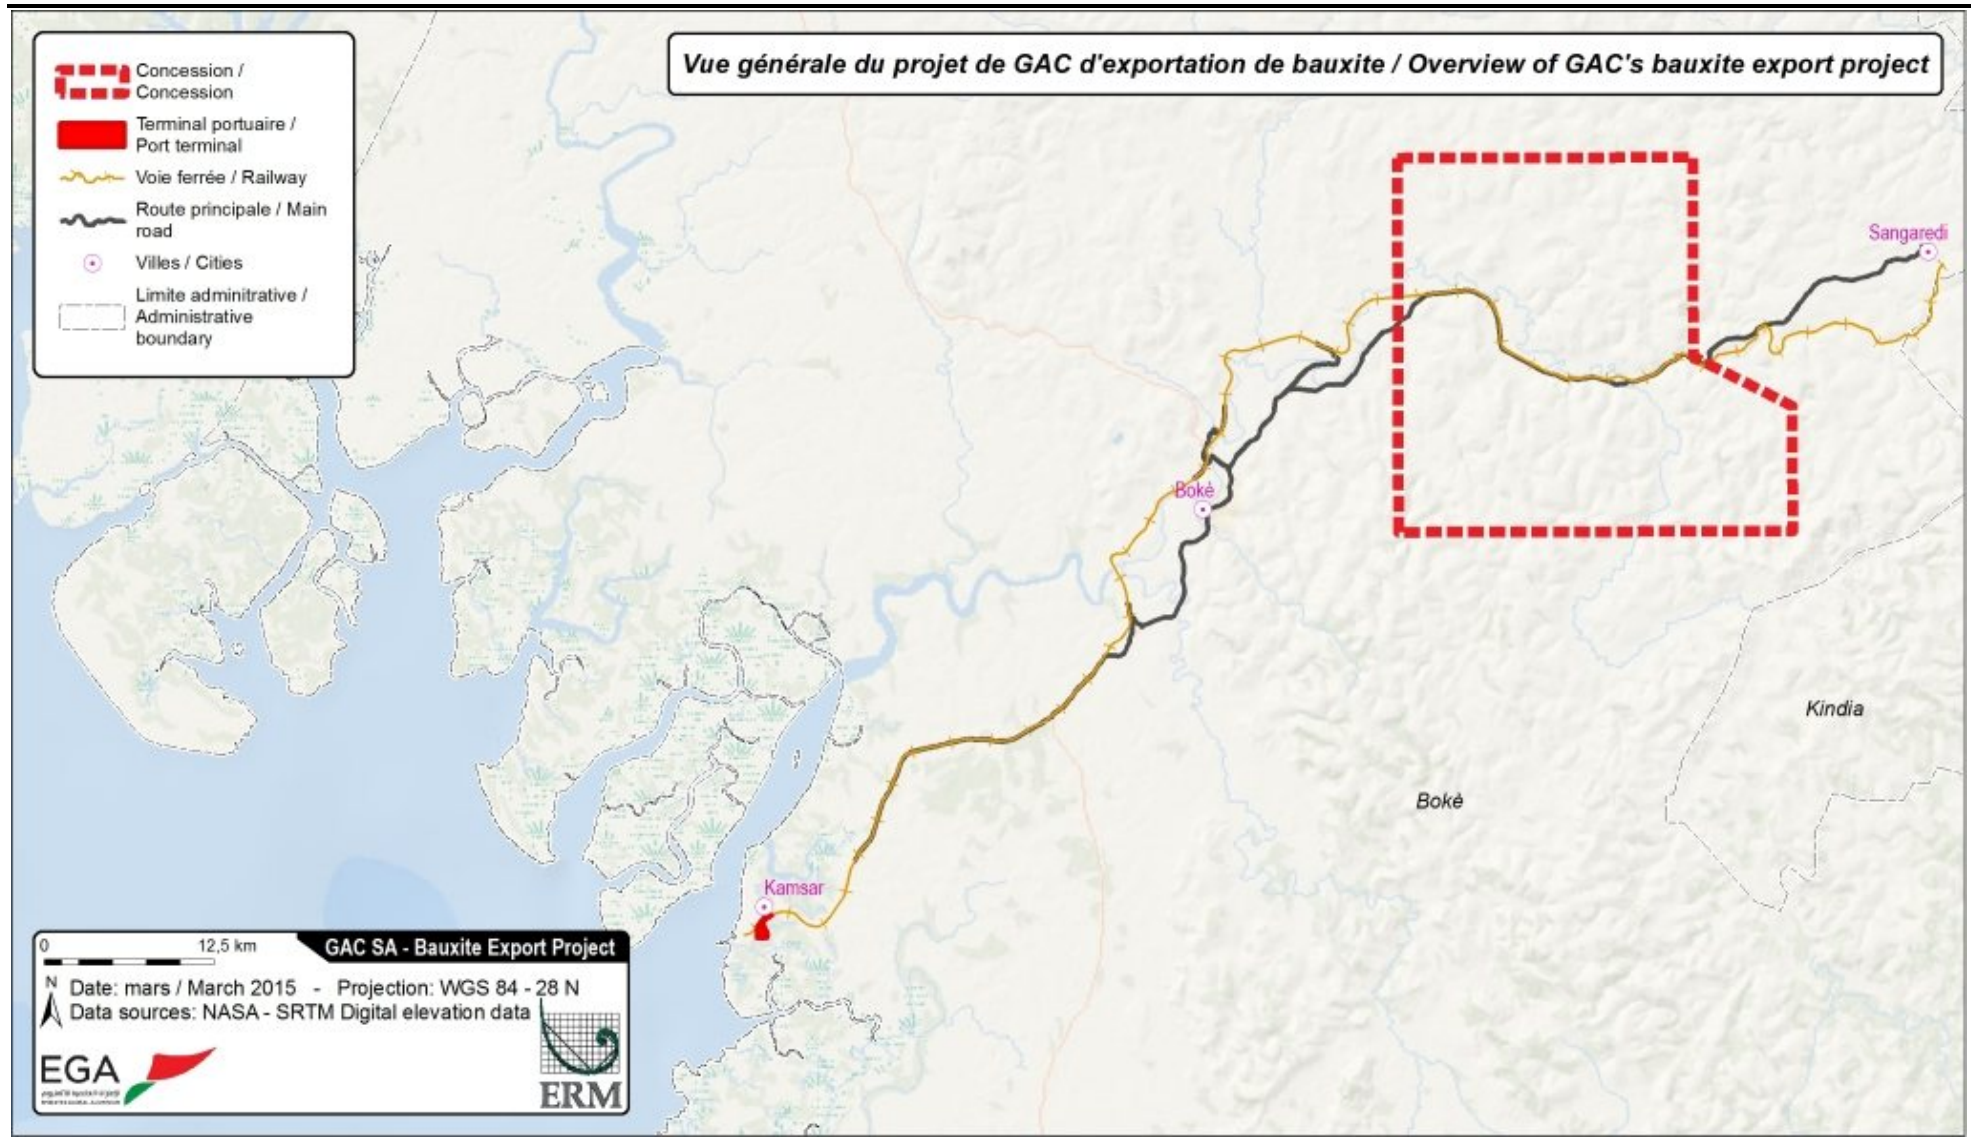 Vue générale du projet de GAC d'exportation de bauxite / Overview of GAC's bauxite export project
Concession /
Concession
Terminal portuaire /
Port terminal
Voie ferrée / Railway
Route principale / Main
road
Villes / Cities
Limite adminitrative /
Administrative
boundary
Sangaredi
Boké
Kindia
Boké
Kamsar
0 12,5 km
GAC SA - Bauxite Export Project
N
Date: mars / March 2015 - Projection: WGS 84 - 28 N
Data sources: NASA - SRTM Digital elevation data
EGA
ERM